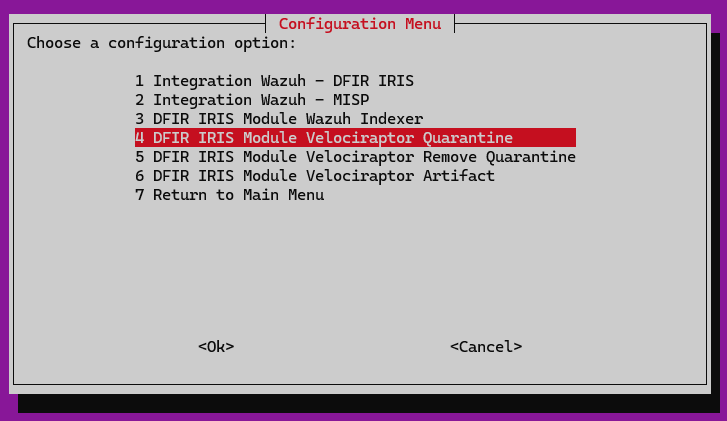 Configuration Menu
Choose a configuration option:
1 Integration Wazuh - DFIR IRIS
2 Integration Wazuh - MISP
3 DFIR IRIS Module Wazuh Indexer
4 DFIR IRIS Module Velociraptor Quarantine
5 DFIR IRIS Module Velociraptor Remove Quarantine
6 DFIR IRIS Module Velociraptor Artifact
7 Return to Main Menu
<Ok> <Cancel>